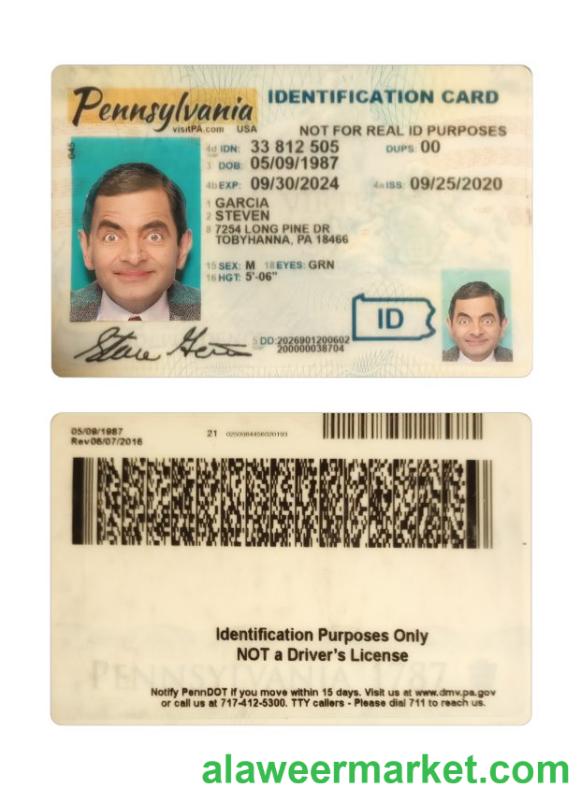 Pennsylvania
visitPA.com USA
IDENTIFICATION CARD
NOT FOR REAL ID PURPOSES
4d IDN: 33 812 505 DUPS: 00
3 DOB: 05/09/1987
4b EXP: 09/30/2024 4a ISS: 09/25/2020
1 GARCIA
2 STEVEN
8 7254 LONG PINE DR
TOBYHANNA, PA 18466
15 SEX: M 18 EYES: GRN
16 HGT: 5'-06"
ID
5 DD: 2026901200602
200000038704
05/09/1987
Rev06/07/2016
21
Identification Purposes Only
NOT a Driver's License
PENNSYLVANIA 1787
Notify PennDOT if you move within 15 days. Visit us at www.dmv.pa.gov
or call us at 717-412-5300. TTY callers - Please dial 711 to reach us.
alaweermarket.com